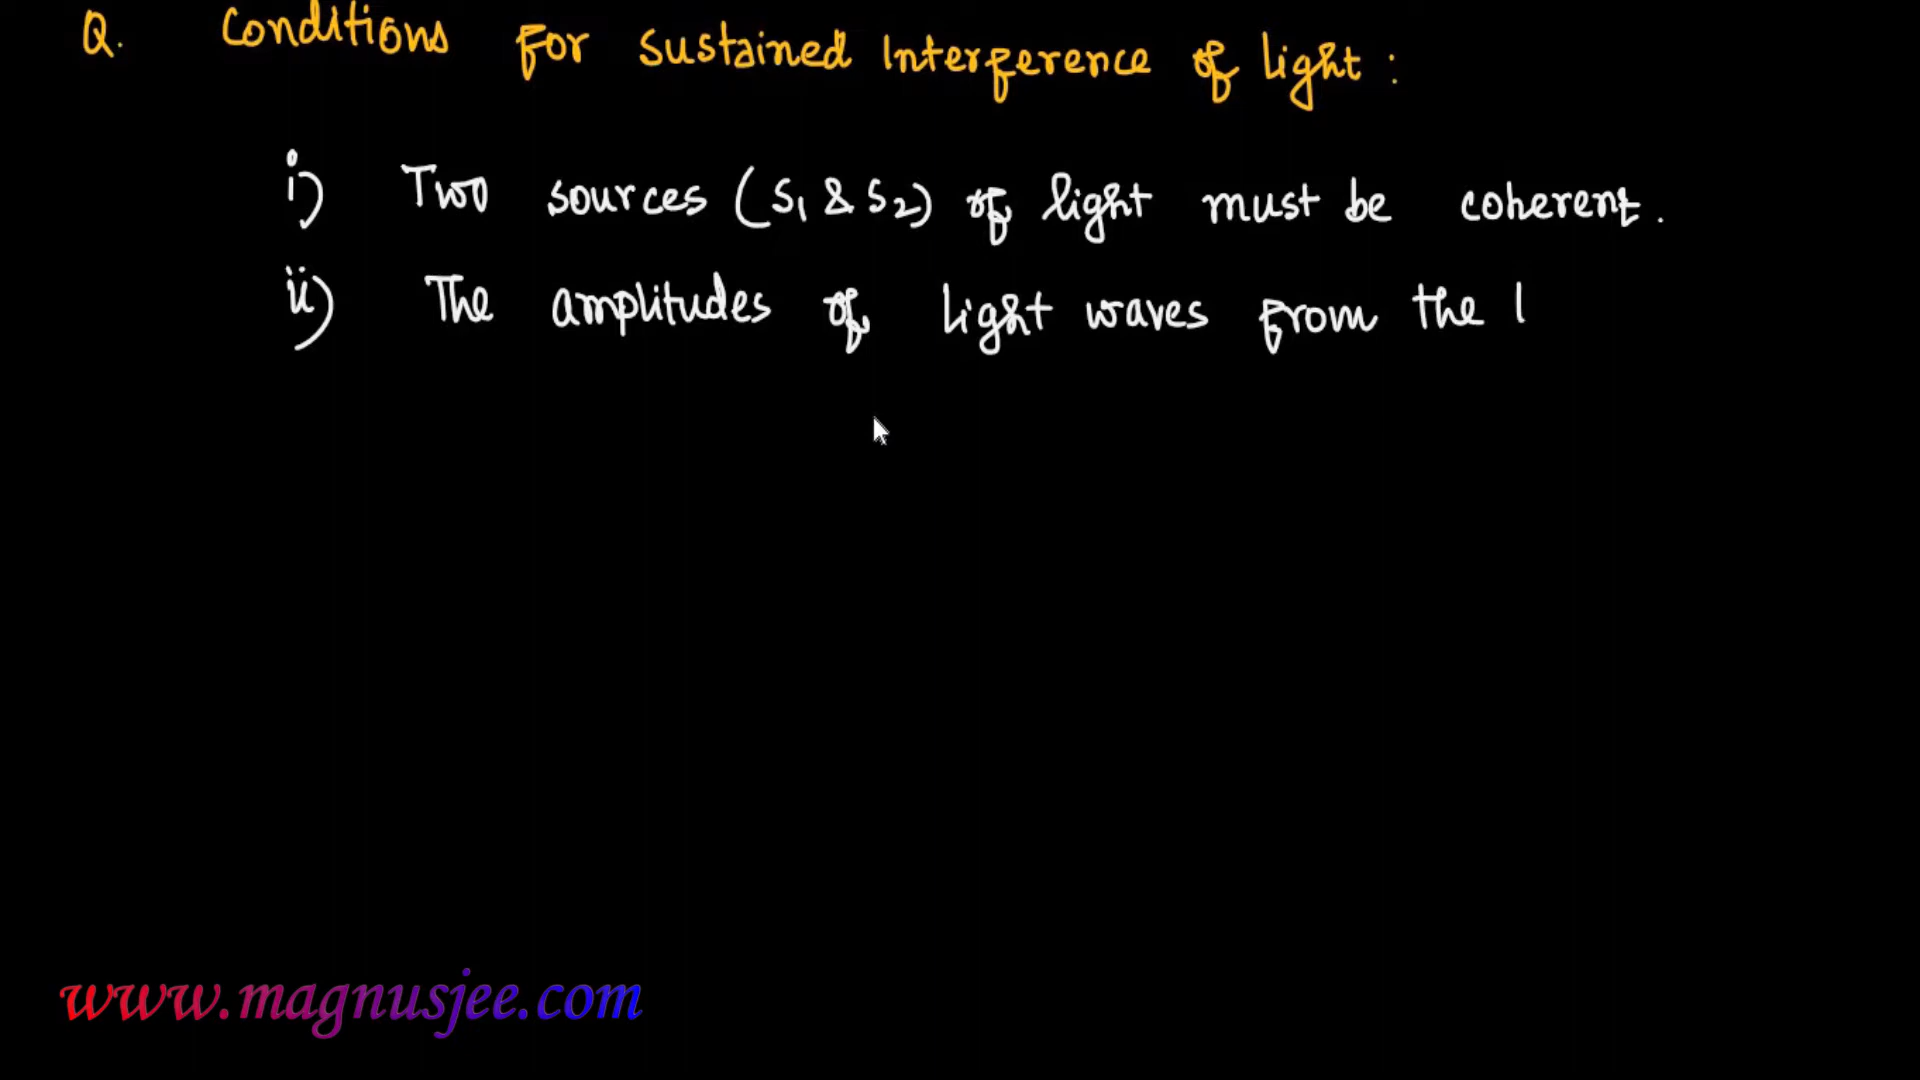 Q. Conditions for sustained Interference of light :
i) Two sources (S1 & S2) of light must be coherent.
ii) The amplitudes of light waves from the
www.magnusjee.com